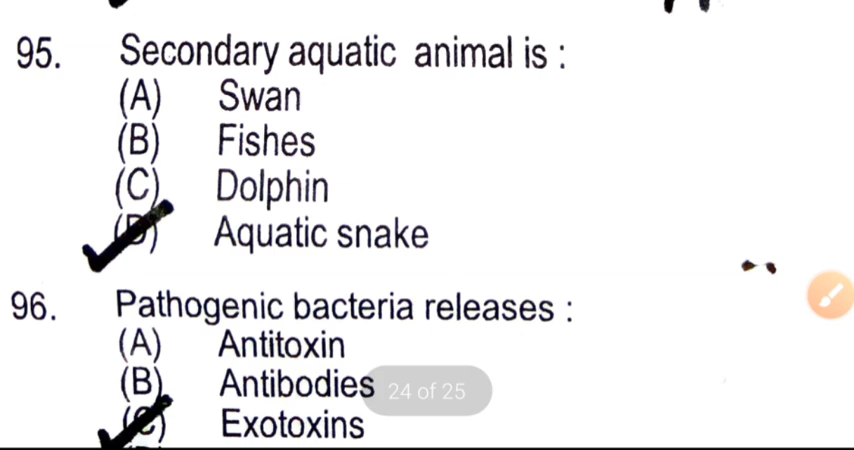 95. Secondary aquatic animal is :
(A) Swan
(B) Fishes
(C) Dolphin
(D) Aquatic snake
96. Pathogenic bacteria releases :
(A) Antitoxin
(B) Antibodies
24 of 25
(C) Exotoxins